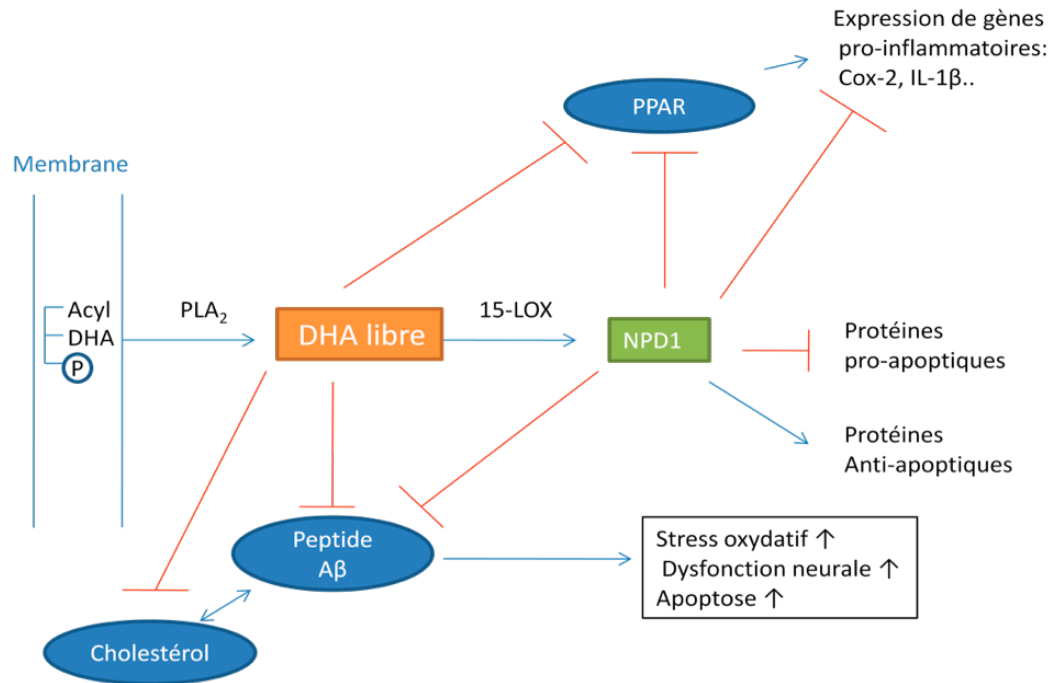 Expression de gènes
pro-inflammatoires:
Cox-2, IL-1β..
PPAR
Membrane
Acyl
DHA
P
PLA₂
DHA libre
15-LOX
NPD1
Protéines
pro-apoptiques
Protéines
Anti-apoptiques
Peptide
Aβ
Stress oxydatif ↑
Dysfonction neurale ↑
Apoptose ↑
Cholestérol